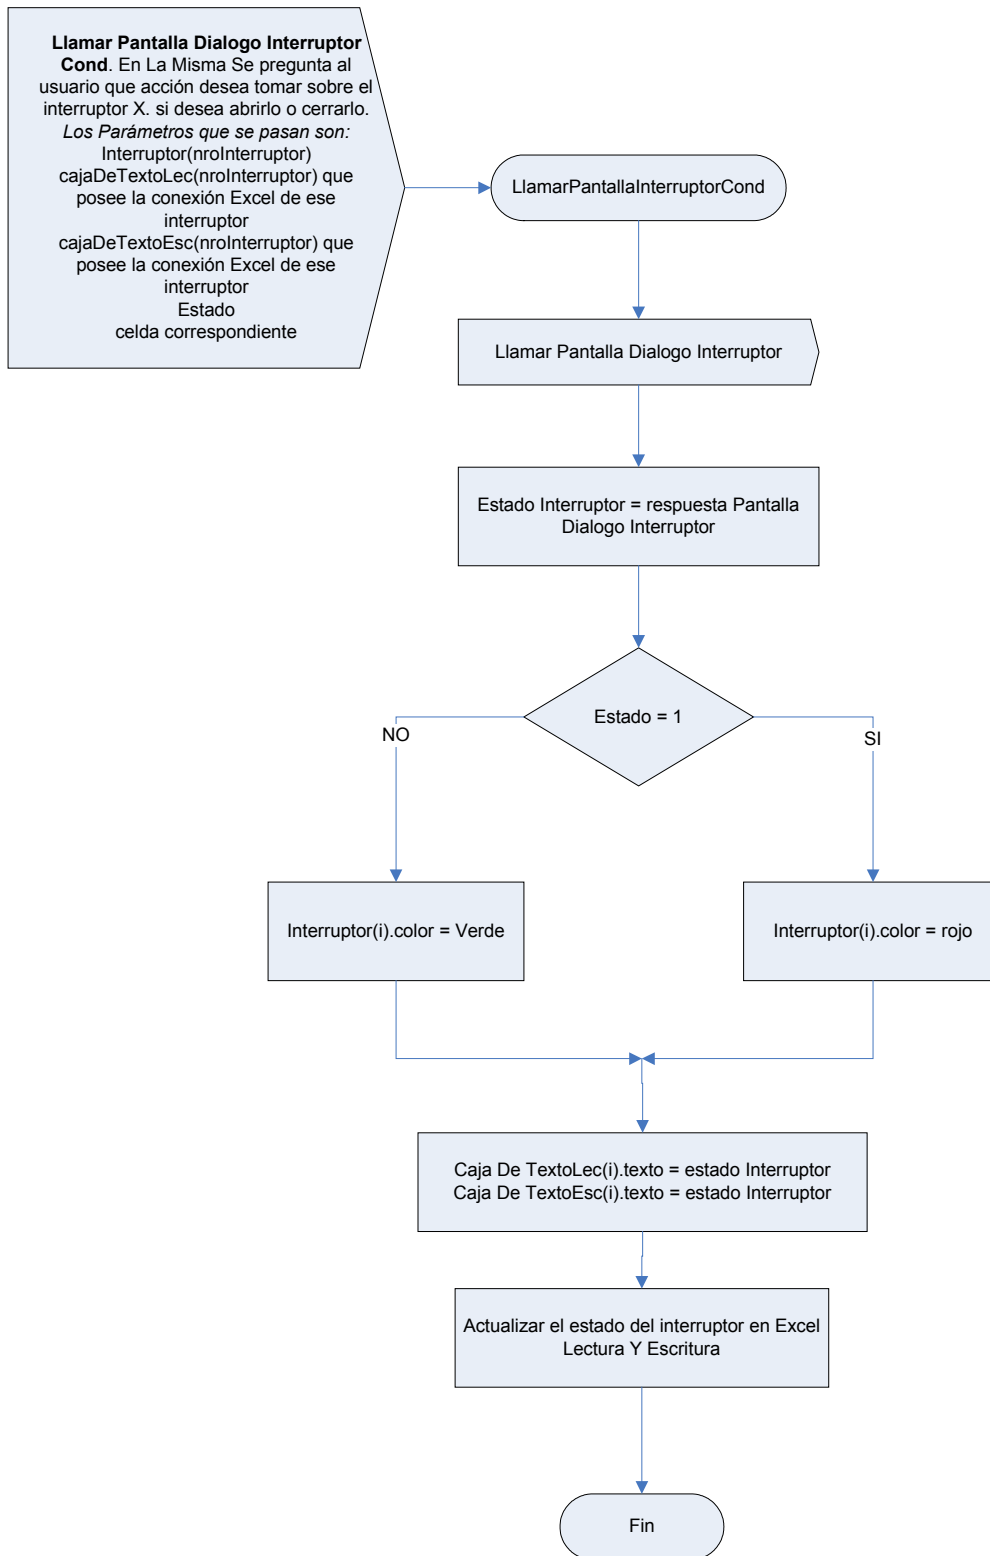 Llamar Pantalla Dialogo Interruptor
Cond. En La Misma Se pregunta al
usuario que acción desea tomar sobre el
interruptor X. si desea abrirlo o cerrarlo.
Los Parámetros que se pasan son:
Interruptor(nroInterruptor)
cajaDeTextoLec(nroInterruptor) que
posee la conexión Excel de ese
interruptor
cajaDeTextoEsc(nroInterruptor) que
posee la conexión Excel de ese
interruptor
Estado
celda correspondiente
LlamarPantallaInterruptorCond
Llamar Pantalla Dialogo Interruptor
Estado Interruptor = respuesta Pantalla
Dialogo Interruptor
Estado = 1
NO
SI
Interruptor(i).color = Verde
Interruptor(i).color = rojo
Caja De TextoLec(i).texto = estado Interruptor
Caja De TextoEsc(i).texto = estado Interruptor
Actualizar el estado del interruptor en Excel
Lectura Y Escritura
Fin